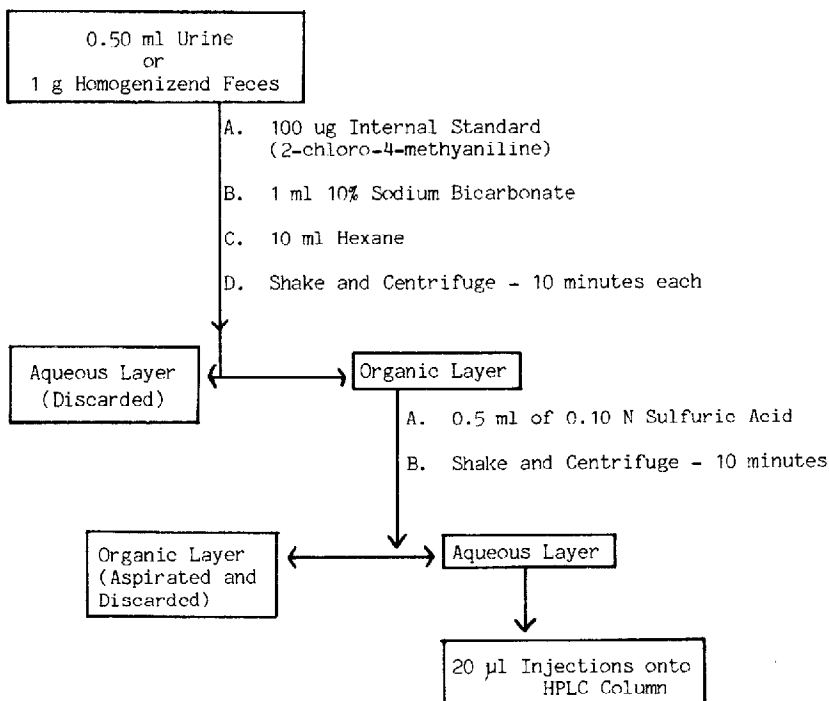 0.50 ml Urine
or
1 g Homogenizend Feces
A. 100 ug Internal Standard
(2-chloro-4-methyaniline)
B. 1 ml 10% Sodium Bicarbonate
C. 10 ml Hexane
D. Shake and Centrifuge - 10 minutes each
Aqueous Layer
(Discarded)
Organic Layer
A. 0.5 ml of 0.10 N Sulfuric Acid
B. Shake and Centrifuge - 10 minutes
Organic Layer
(Aspirated and
Discarded)
Aqueous Layer
20 µl Injections onto
HPLC Column